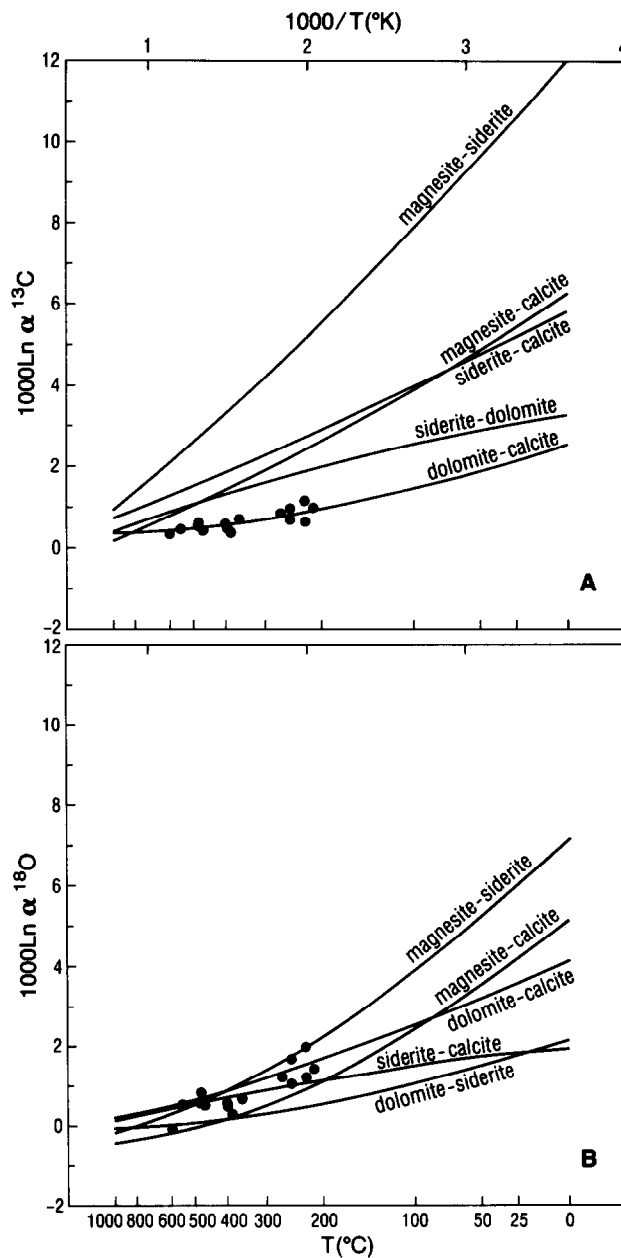 1000/T(°K)
1 2 3 4
12
10
8
6
4
2
0
-2
1000Ln α ¹³C
magnesite-siderite
magnesite-calcite
siderite-calcite
siderite-dolomite
dolomite-calcite
A
12
10
8
6
4
2
0
-2
1000Ln α ¹⁸O
magnesite-siderite
magnesite-calcite
dolomite-calcite
siderite-calcite
dolomite-siderite
B
1000 800 600 500 400 300 200 100 50 25 0
T(°C)